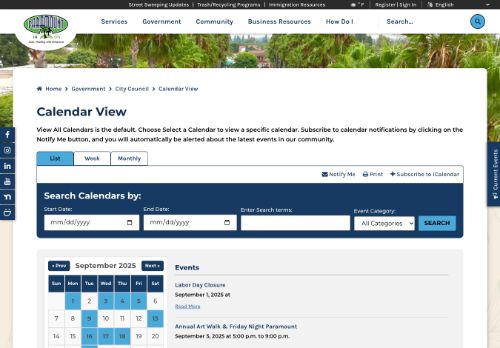 Street Sweeping Updates | Trash/Recycling Programs | Immigration Resources
° F | Register | Sign In | English
PARAMOUNT
Services Government Community Business Resources How Do I Search...
Home > Government > City Council > Calendar View
Calendar View
View All Calendars is the default. Choose Select a Calendar to view a specific calendar. Subscribe to calendar notifications by clicking on the
Notify Me button, and you will automatically be alerted about the latest events in our community.
List Week Monthly
Notify Me Print Subscribe to iCalendar
Current Events
Search Calendars by:
Start Date: End Date: Enter Search terms: Event Category:
mm/dd/yyyy mm/dd/yyyy All Categories SEARCH
« Prev September 2025 Next »
Events
Sun Mon Tue Wed Thu Fri Sat
Labor Day Closure
1 2 3 4 5 6
September 1, 2025 at
Read More
7 8 9 10 11 12 13
Annual Art Walk & Friday Night Paramount
14 15 16 17 18 19 20
September 5, 2025 at 5:00 p.m. to 9:00 p.m.